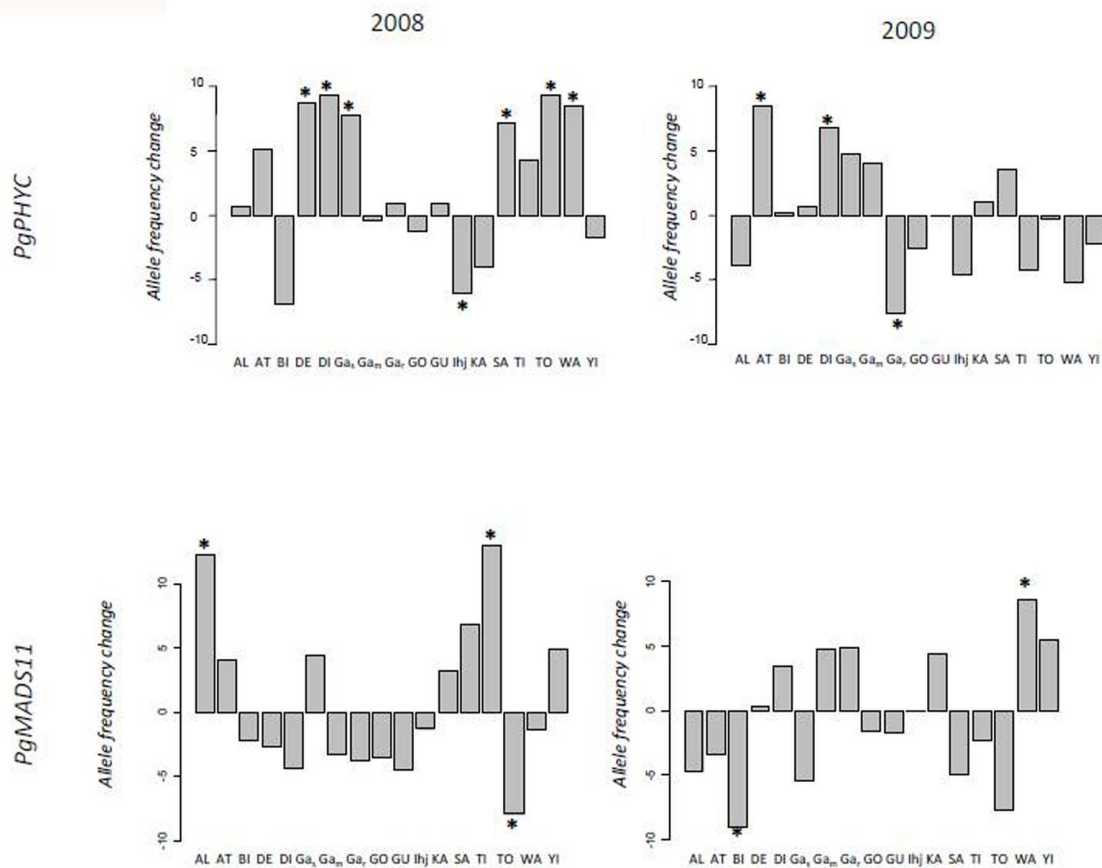 2008
2009
PgPHYC
Allele frequency change
10
5
0
-5
-10
* * * * * * *
AL AT BI DE DI Gas Gam Gar GO GU Ihj KA SA TI TO WA YI
Allele frequency change
10
5
0
-5
-10
* * *
AL AT BI DE DI Gas Gam Gar GO GU Ihj KA SA TI TO WA YI
PgMADS11
Allele frequency change
10
5
0
-5
-10
* * *
AL AT BI DE DI Gas Gam Gar GO GU Ihj KA SA TI TO WA YI
Allele frequency change
10
5
0
-5
-10
* *
AL AT BI DE DI Gas Gam Gar GO GU Ihj KA SA TI TO WA YI